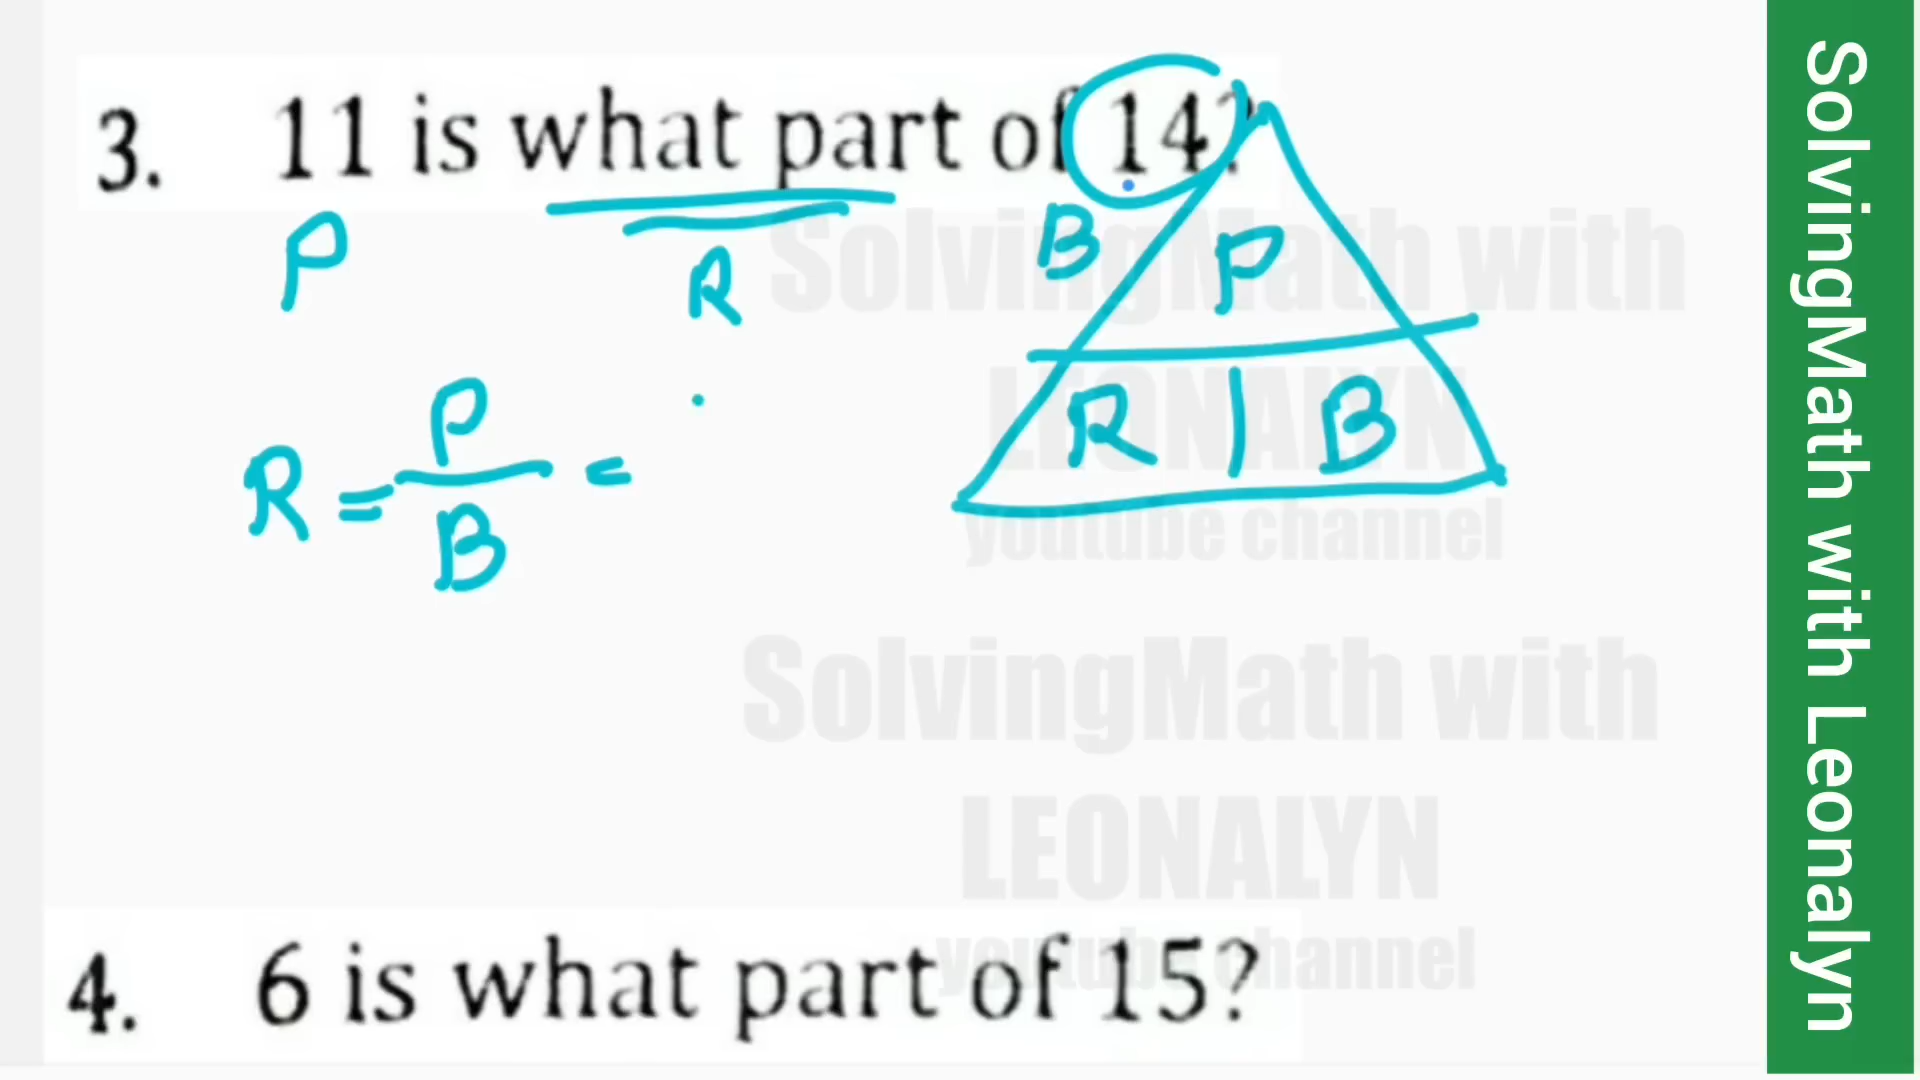 3. 11 is what part of 14?
P R B P
R | B
R = P/B =
SolvingMath with
LEONALYN
youtube channel
SolvingMath with
LEONALYN
youtube channel
4. 6 is what part of 15?
SolvingMath with Leonalyn